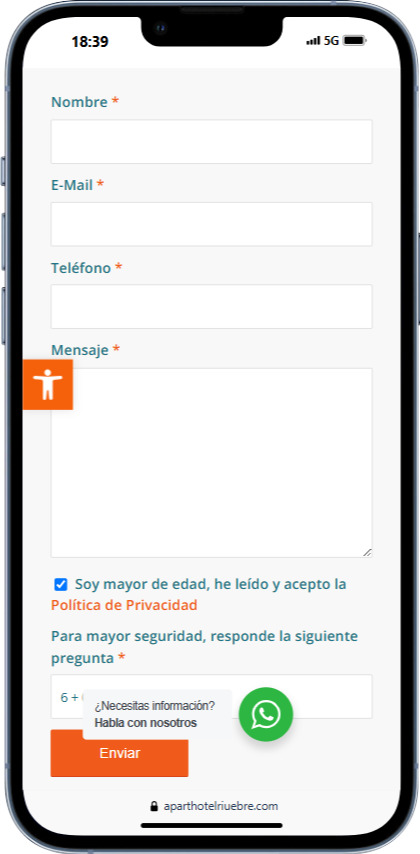 18:39
5G
Nombre *
E-Mail *
Teléfono *
Mensaje *
Soy mayor de edad, he leído y acepto la
Política de Privacidad
Para mayor seguridad, responde la siguiente
pregunta *
6 +
¿Necesitas información?
Habla con nosotros
Enviar
aparthotelriuebre.com